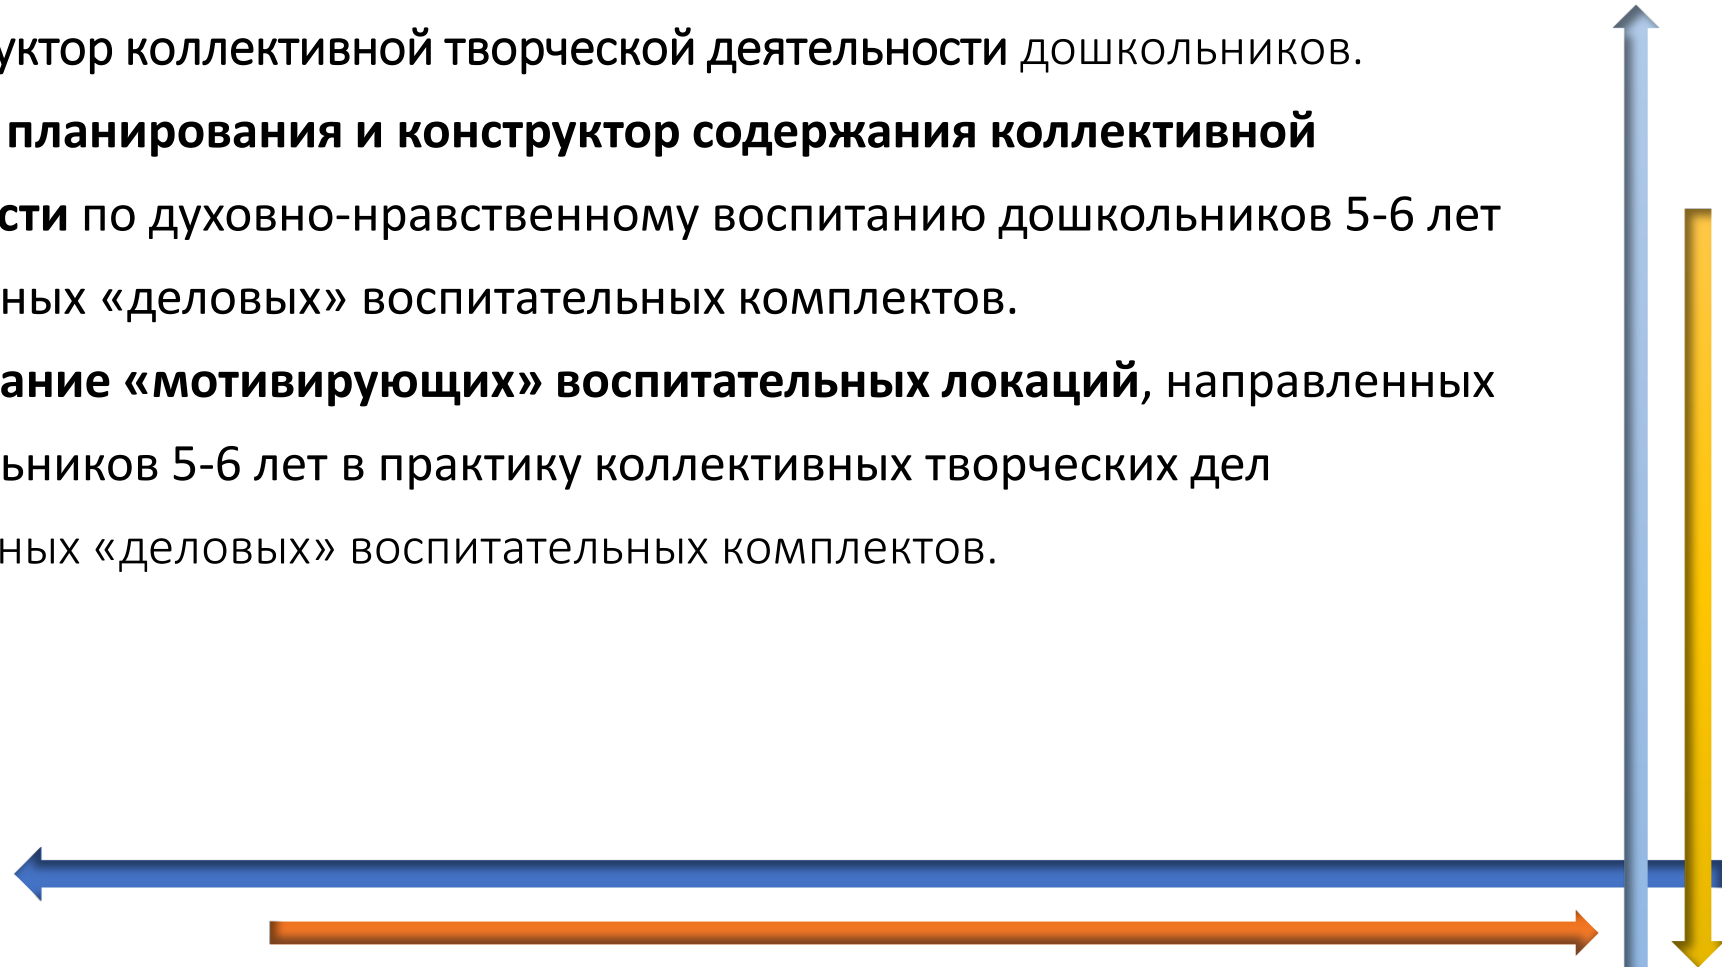 уктор коллективной творческой деятельности дошкольников.
планирования и конструктор содержания коллективной
сти по духовно-нравственному воспитанию дошкольников 5-6 лет
ных «деловых» воспитательных комплектов.
ание «мотивирующих» воспитательных локаций, направленных
ьников 5-6 лет в практику коллективных творческих дел
ных «деловых» воспитательных комплектов.